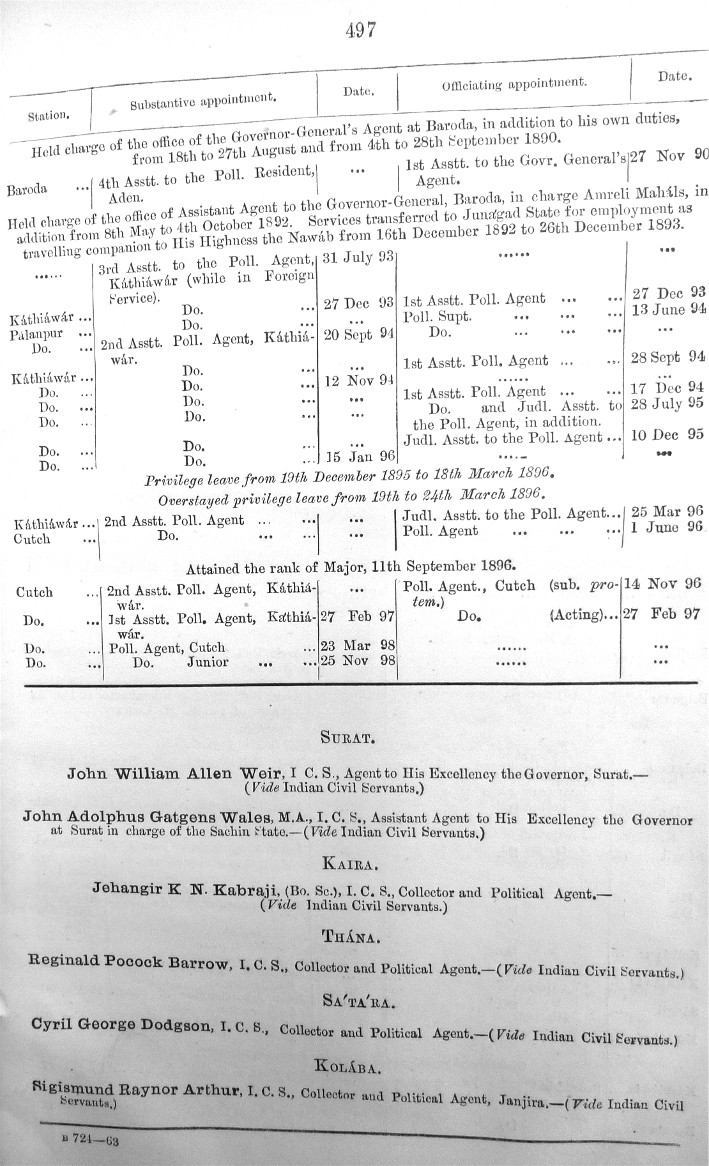 497
Station. Substantive appointment. Date. Officiating appointment. Date.
Held charge of the office of the Governor-General's Agent at Baroda, in addition to his own duties,
from 18th to 27th August and from 4th to 28th September 1890.
Baroda ... 4th Asstt. to the Poll. Resident, ... 1st Asstt. to the Govr. General's 27 Nov 90
Aden. Agent.
Held charge of the office of Assistant Agent to the Governor-General, Baroda, in charge Amreli Maháls, in
addition from 8th May to 4th October 1892. Services transferred to Junágad State for employment as
travelling companion to His Highness the Nawáb from 16th December 1892 to 26th December 1893.
...... 3rd Asstt. to the Poll. Agent, 31 July 93 ...... ...
Káthiáwár (while in Foreign
Service).
Káthiáwár ... Do. ... 27 Dec 93 1st Asstt. Poll. Agent ... ... 27 Dec 93
Pálanpur ... Do. ... ... Poll. Supt. ... ... ... 13 June 94
Do. ... 2nd Asstt. Poll. Agent, Káthiá- 20 Sept 94 Do. ... ... ... ...
wár.
Káthiáwár ... Do. ... ... 1st Asstt. Poll. Agent ... ... 28 Sept 94
Do. ... Do. ... 12 Nov 94 ...... ...
Do. ... Do. ... ... 1st Asstt. Poll. Agent ... ... 17 Dec 94
Do. ... Do. ... ... Do. and Judl. Asstt. to 28 July 95
the Poll. Agent, in addition.
Do. ... Do. ... ... Judl. Asstt. to the Poll. Agent ... 10 Dec 95
Do. ... Do. ... 15 Jan 96 ...... ...
Privilege leave from 19th December 1895 to 18th March 1896.
Overstayed privilege leave from 19th to 24th March 1896.
Káthiáwár ... 2nd Asstt. Poll. Agent ... ... ... Judl. Asstt. to the Poll. Agent... 25 Mar 96
Cutch ... Do. ... ... ... Poll. Agent ... ... 1 June 96
Attained the rank of Major, 11th September 1896.
Cutch ... 2nd Asstt. Poll. Agent, Káthiá- ... Poll. Agent., Cutch (sub. pro- 14 Nov 96
wár. tem.)
Do. ... 1st Asstt. Poll. Agent, Káthiá- 27 Feb 97 Do. (Acting)... 27 Feb 97
wár.
Do. ... Poll. Agent, Cutch ... 23 Mar 98 ...... ...
Do. ... Do. Junior ... ... 25 Nov 98 ...... ...
SURAT.
John William Allen Weir, I C. S., Agent to His Excellency the Governor, Surat.—
(Vide Indian Civil Servants.)
John Adolphus Gatgens Wales, M.A., I. C. S., Assistant Agent to His Excellency the Governor
at Surat in charge of the Sachin State.—(Vide Indian Civil Servants.)
KAIRA.
Jehangir K N. Kabraji, (Bo. Sc.), I. C. S., Collector and Political Agent.—
(Vide Indian Civil Servants.)
THÁNA.
Reginald Pocock Barrow, I. C. S., Collector and Political Agent.—(Vide Indian Civil Servants.)
SA'TA'RA.
Cyril George Dodgson, I. C. S., Collector and Political Agent.—(Vide Indian Civil Servants.)
KOLÁBA.
Sigismund Raynor Arthur, I. C. S., Collector and Political Agent, Janjira.—(Vide Indian Civil
Servants.)
B 724—63